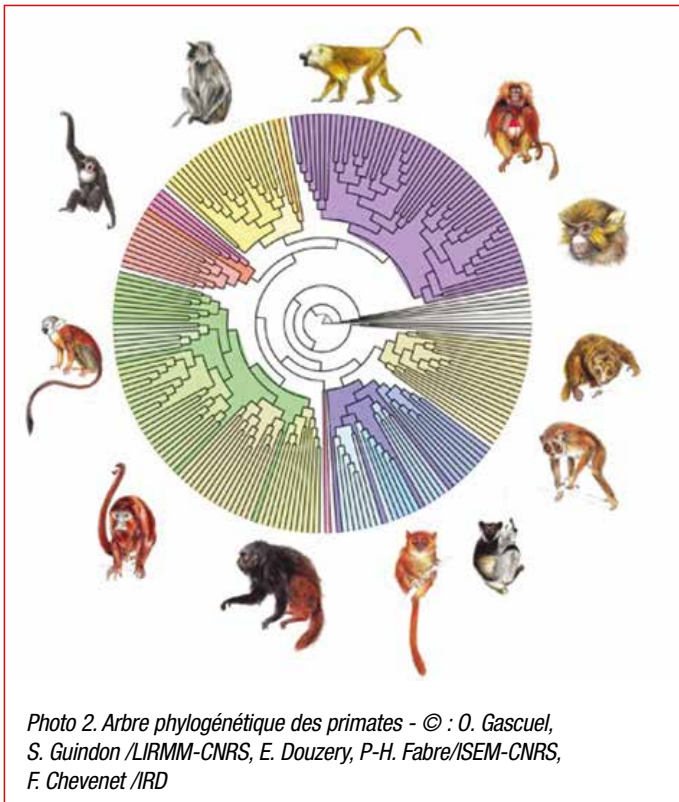 Photo 2. Arbre phylogénétique des primates - © : O. Gascuel,
S. Guindon /LIRMM-CNRS, E. Douzery, P-H. Fabre/ISEM-CNRS,
F. Chevenet /IRD